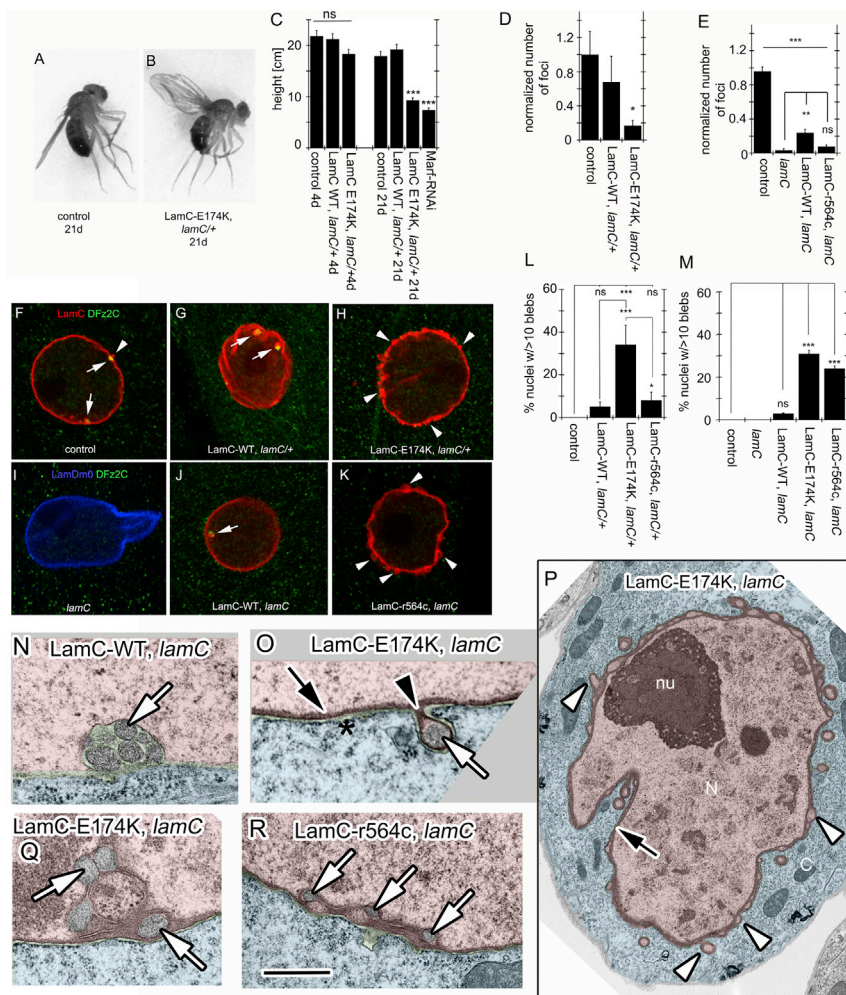 A
control
21d
B
LamC-E174K,
lamC/+
21d
C
ns
height [cm]
20
10
0
***
***
control 4d
LamC WT, lamC/+ 4d
LamC E174K, lamC/+4d
control 21d
LamC WT, lamC/+ 21d
LamC E174K, lamC/+ 21d
Marf-RNAi
D
normalized number
of foci
1.2
0.8
0.4
0
*
control
LamC-WT, lamC/+
LamC-E174K, lamC/+
E
normalized number
of foci
1.2
0.8
0.4
0
***
**
ns
control
lamC
LamC-WT, lamC
LamC-r564c, lamC
F
LamC DFz2C
control
G
LamC-WT, lamC/+
H
LamC-E174K, lamC/+
I
LamDm0 DFz2C
lamC
J
LamC-WT, lamC
K
LamC-r564c, lamC
L
% nuclei w/>10 blebs
60
40
20
0
ns
***
ns
***
*
control
LamC-WT, lamC/+
LamC-E174K, lamC/+
LamC-r564c, lamC/+
M
% nuclei w/>10 blebs
60
40
20
0
ns
***
***
control
lamC
LamC-WT, lamC
LamC-E174K, lamC
LamC-r564c, lamC
N
LamC-WT, lamC
O
LamC-E174K, lamC
*
P
LamC-E174K, lamC
nu
N
C
Q
LamC-E174K, lamC
R
LamC-r564c, lamC